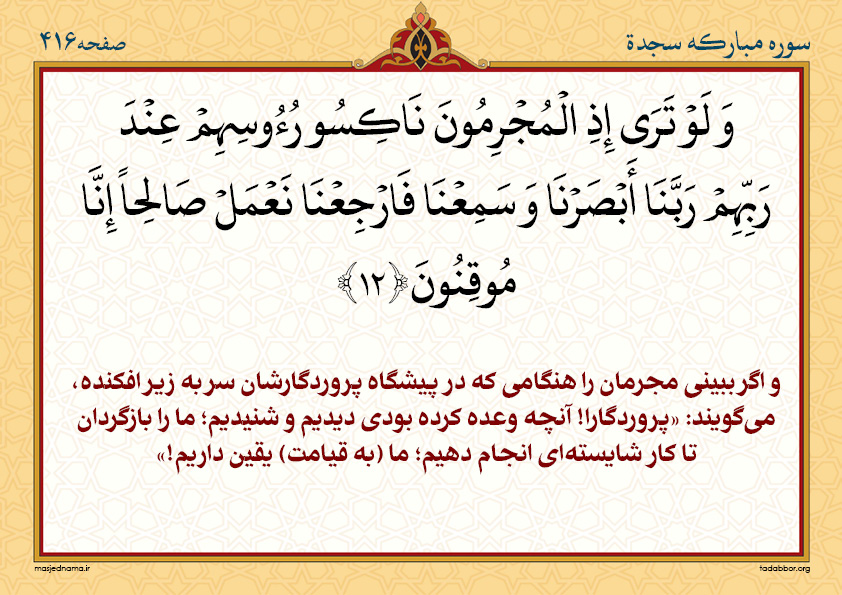 سوره مبارکه سجدة
صفحه۴۱۶
وَلَوْ تَرَى إِذِ الْمُجْرِمُونَ نَاكِسُو رُءُوسِهِمْ عِنْدَ
رَبِّهِمْ رَبَّنَا أَبْصَرْنَا وَسَمِعْنَا فَارْجِعْنَا نَعْمَلْ صَالِحاً إِنَّا
مُوقِنُونَ ﴿۱۲﴾
و اگر ببینی مجرمان را هنگامی که در پیشگاه پروردگارشان سر به زیر افکنده،
می‌گویند: «پروردگارا! آنچه وعده کرده بودی دیدیم و شنیدیم؛ ما را بازگردان
تا کار شایسته‌ای انجام دهیم؛ ما (به قیامت) یقین داریم!»
masjednama.ir
tadabbor.org